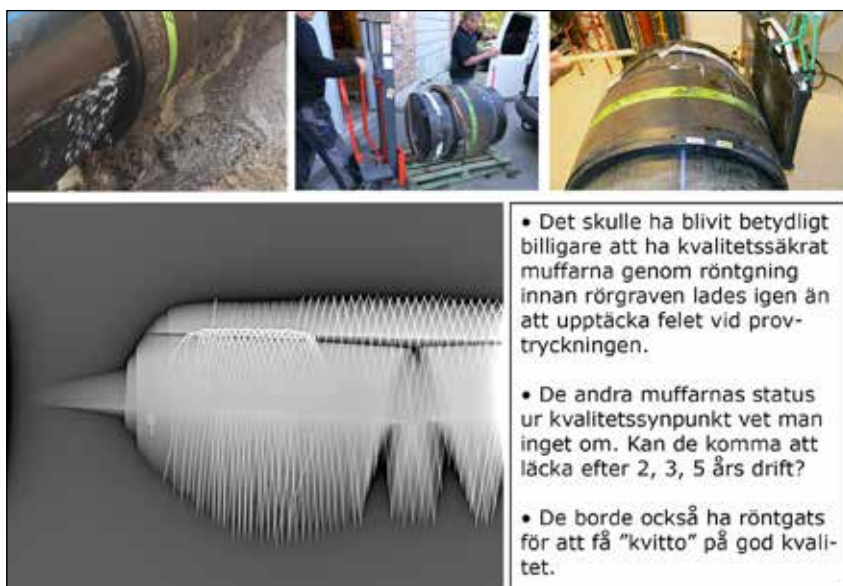 • Det skulle ha blivit betydligt
billigare att ha kvalitetssäkrat
muffarna genom röntgning
innan rörgraven lades igen än
att upptäcka felet vid prov-
tryckningen.
• De andra muffarnas status
ur kvalitetssynpunkt vet man
inget om. Kan de komma att
läcka efter 2, 3, 5 års drift?
• De borde också ha röntgats
för att få ”kvitto” på god kvali-
tet.